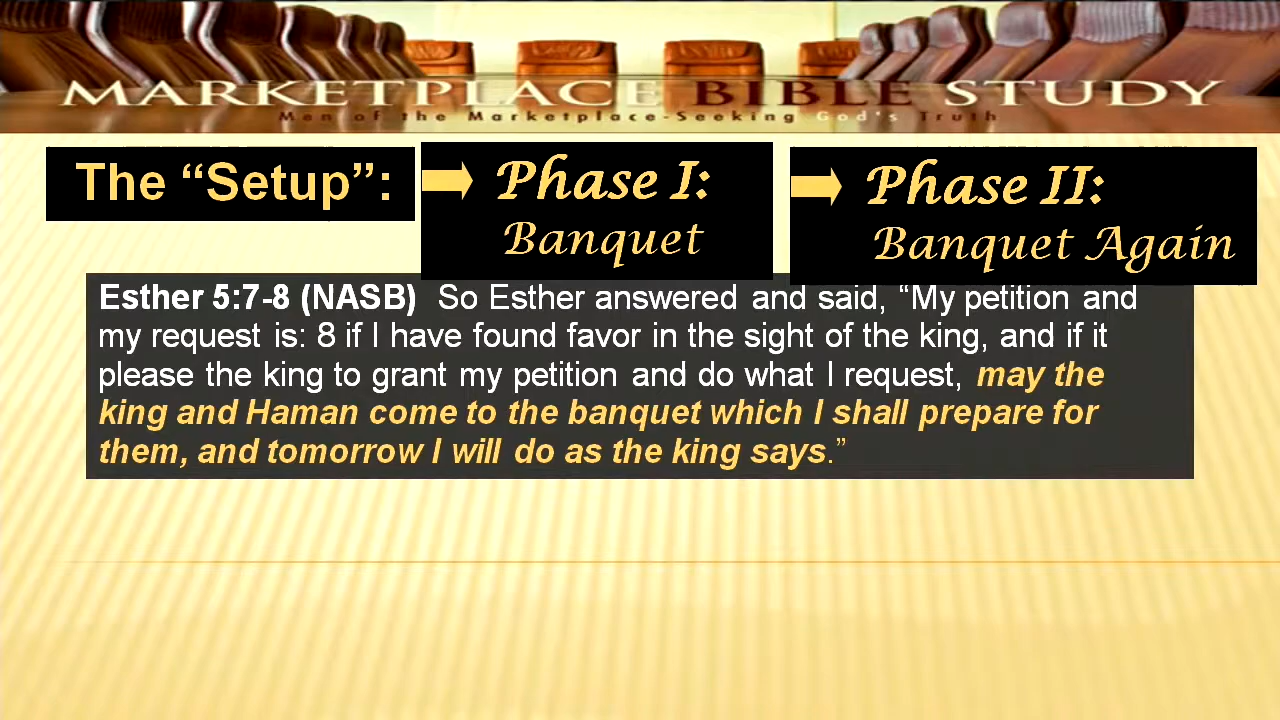 MARKETPLACE BIBLE STUDY
Men of the Marketplace-Seeking God's Truth
The “Setup”:
Phase I:
Banquet
Phase II:
Banquet Again
Esther 5:7-8 (NASB) So Esther answered and said, “My petition and
my request is: 8 if I have found favor in the sight of the king, and if it
please the king to grant my petition and do what I request, may the
king and Haman come to the banquet which I shall prepare for
them, and tomorrow I will do as the king says.”